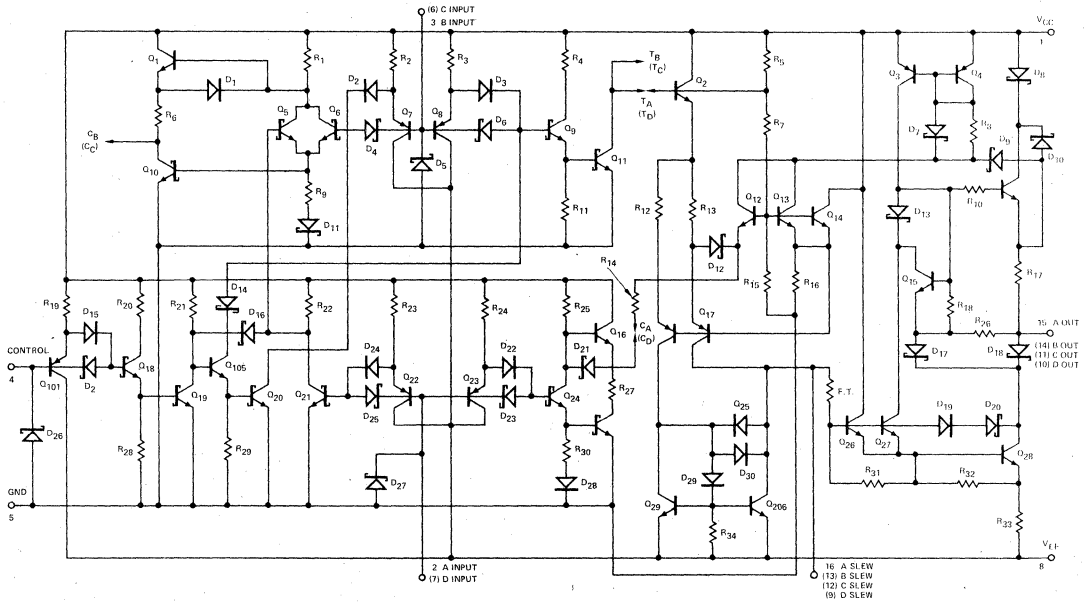 (6) C INPUT
3 B INPUT
VCC
1
Q1
D1
R1
R2
R3
D3
R4
TB
(TC)
Q2
R5
Q3
Q4
D8
R6
Q5
Q6
D2
Q7
Q8
D6
Q9
TA
(TD)
R7
D7
R8
D9
D30
CB
(CC)
D4
D5
Q10
R9
Q11
Q12
Q13
Q14
R10
D11
R11
R12
R13
D12
D13
R14
R15
R16
Q15
R18
R17
D14
R19
D15
R20
R21
D16
R22
R23
R24
R25
Q16
CA
(CD)
Q17
R26
15 A OUT
(14) B OUT
(11) C OUT
(10) D OUT
CONTROL
4
Q101
D2
Q18
Q105
D24
Q22
Q23
D22
D21
D17
D18
Q19
Q20
Q21
D25
D23
Q24
R27
F.T.
D26
R28
R29
D27
R30
D28
Q25
D30
D29
Q26
Q27
D19
D20
Q28
R31
R32
GND
5
Q29
Q206
R34
R33
VEE
8
2 A INPUT
(7) D INPUT
16 A SLEW
(13) B SLEW
(12) C SLEW
(9) D SLEW